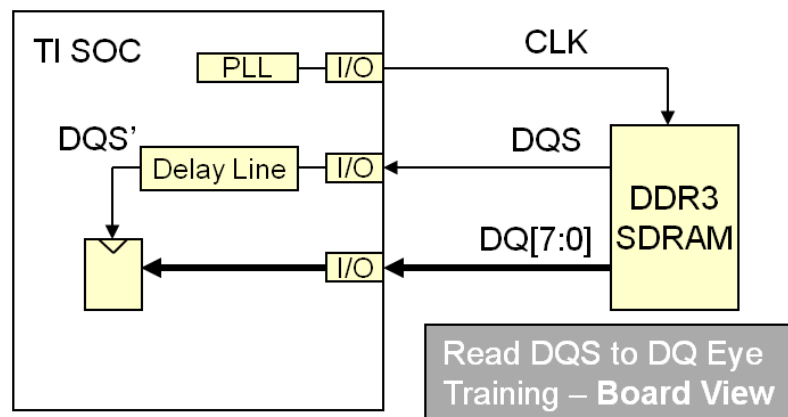 TI SOC
PLL
I/O
CLK
DQS’
Delay Line
I/O
DQS
DQ[7:0]
I/O
DDR3
SDRAM
Read DQS to DQ Eye
Training – Board View